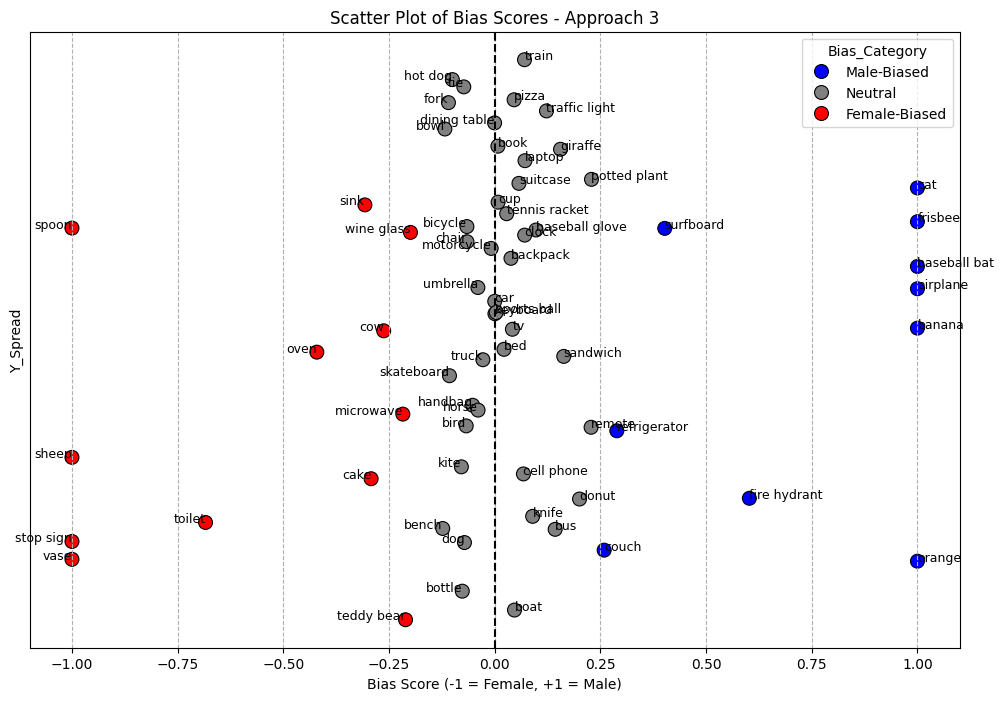 Scatter Plot of Bias Scores - Approach 3
Bias_Category
Male-Biased
Neutral
Female-Biased
train
hot dog
tie
fork
pizza
traffic light
dining table
bowl
book
giraffe
laptop
potted plant
suitcase
cat
sink
cup
tennis racket
frisbee
spoon
bicycle
wine glass
baseball glove
surfboard
clock
chair
motorcycle
backpack
baseball bat
umbrella
airplane
car
sports ball
keyboard
tv
banana
cow
bed
oven
sandwich
truck
skateboard
handbag
horse
microwave
bird
remote
refrigerator
sheep
kite
cake
cell phone
donut
fire hydrant
knife
toilet
bench
bus
stop sign
dog
couch
vase
orange
bottle
boat
teddy bear
Y_Spread
−1.00 −0.75 −0.50 −0.25 0.00 0.25 0.50 0.75 1.00
Bias Score (-1 = Female, +1 = Male)